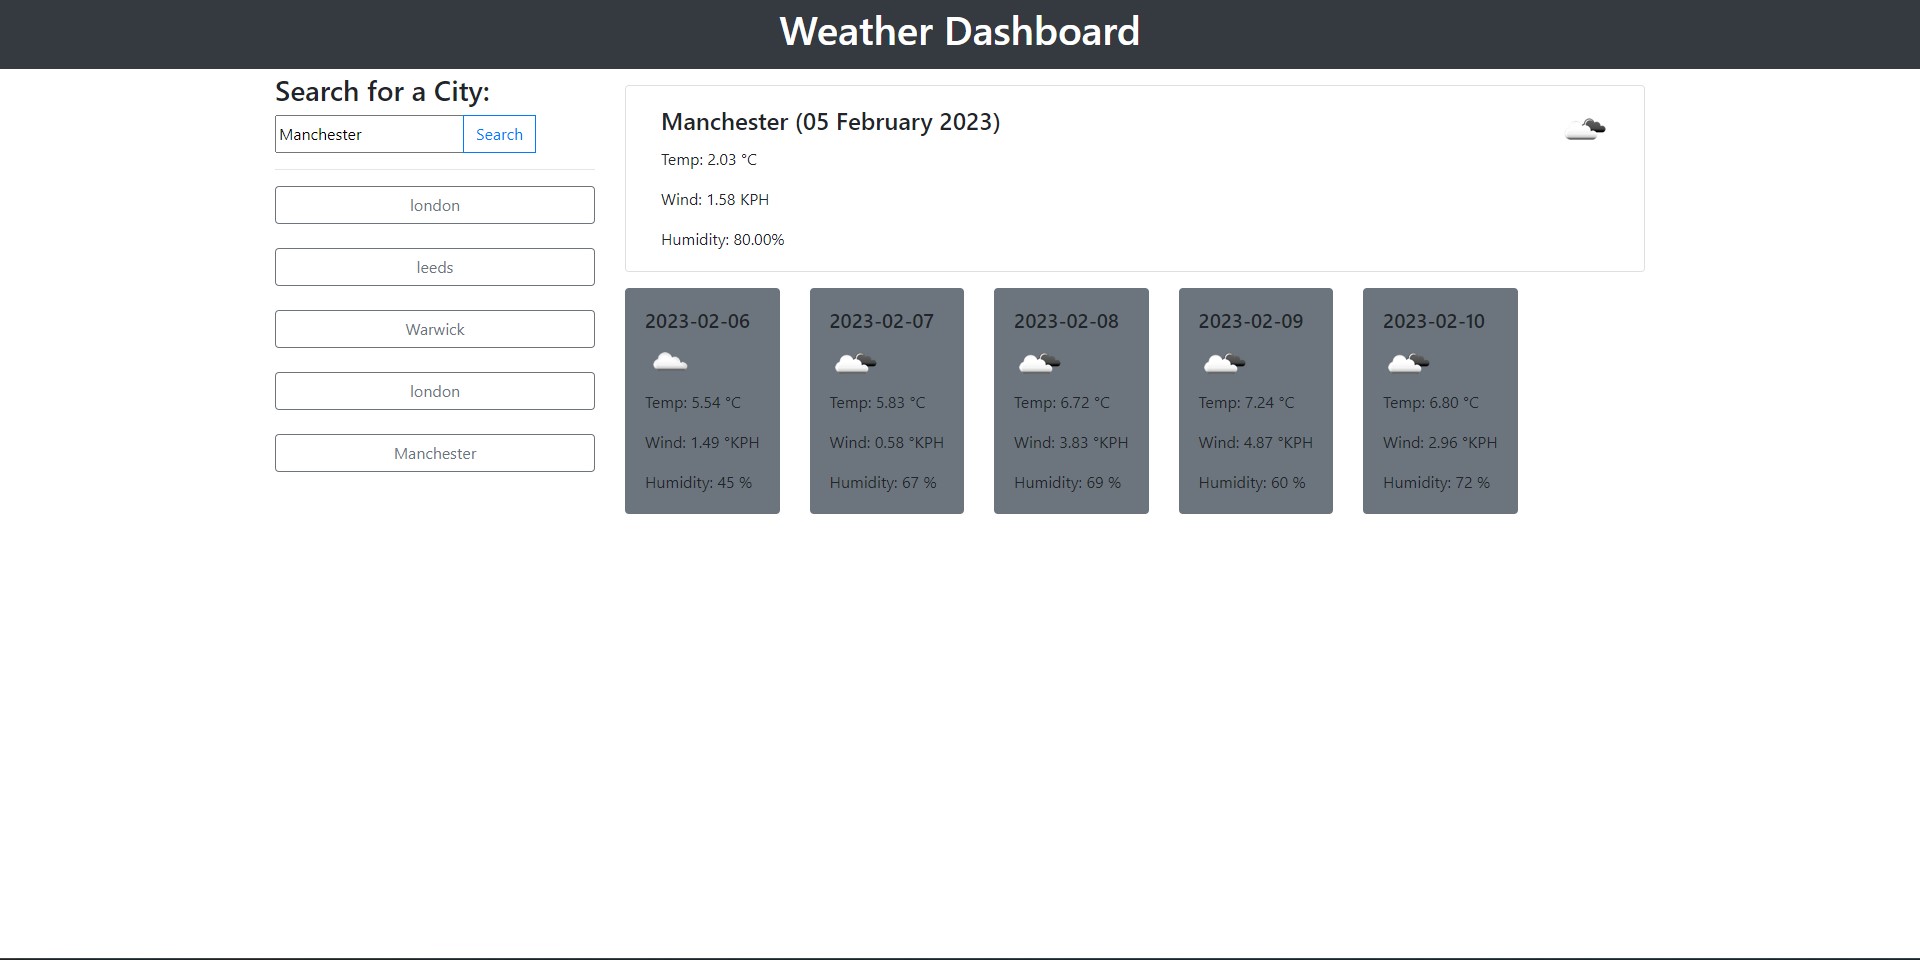 Weather Dashboard
Search for a City:
Manchester
Search
london
leeds
Warwick
london
Manchester
Manchester (05 February 2023)
Temp: 2.03 °C
Wind: 1.58 KPH
Humidity: 80.00%
2023-02-06
Temp: 5.54 °C
Wind: 1.49 °KPH
Humidity: 45 %
2023-02-07
Temp: 5.83 °C
Wind: 0.58 °KPH
Humidity: 67 %
2023-02-08
Temp: 6.72 °C
Wind: 3.83 °KPH
Humidity: 69 %
2023-02-09
Temp: 7.24 °C
Wind: 4.87 °KPH
Humidity: 60 %
2023-02-10
Temp: 6.80 °C
Wind: 2.96 °KPH
Humidity: 72 %